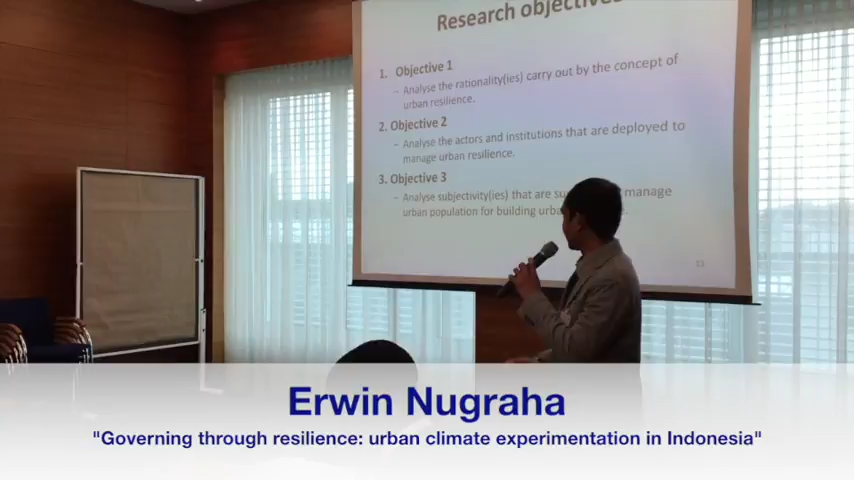 Research objectives
1. Objective 1
– Analyse the rationality(ies) carry out by the concept of
urban resilience.
2. Objective 2
– Analyse the actors and institutions that are deployed to
manage urban resilience.
3. Objective 3
– Analyse subjectivity(ies) that are manage
urban population for building
Erwin Nugraha
"Governing through resilience: urban climate experimentation in Indonesia"